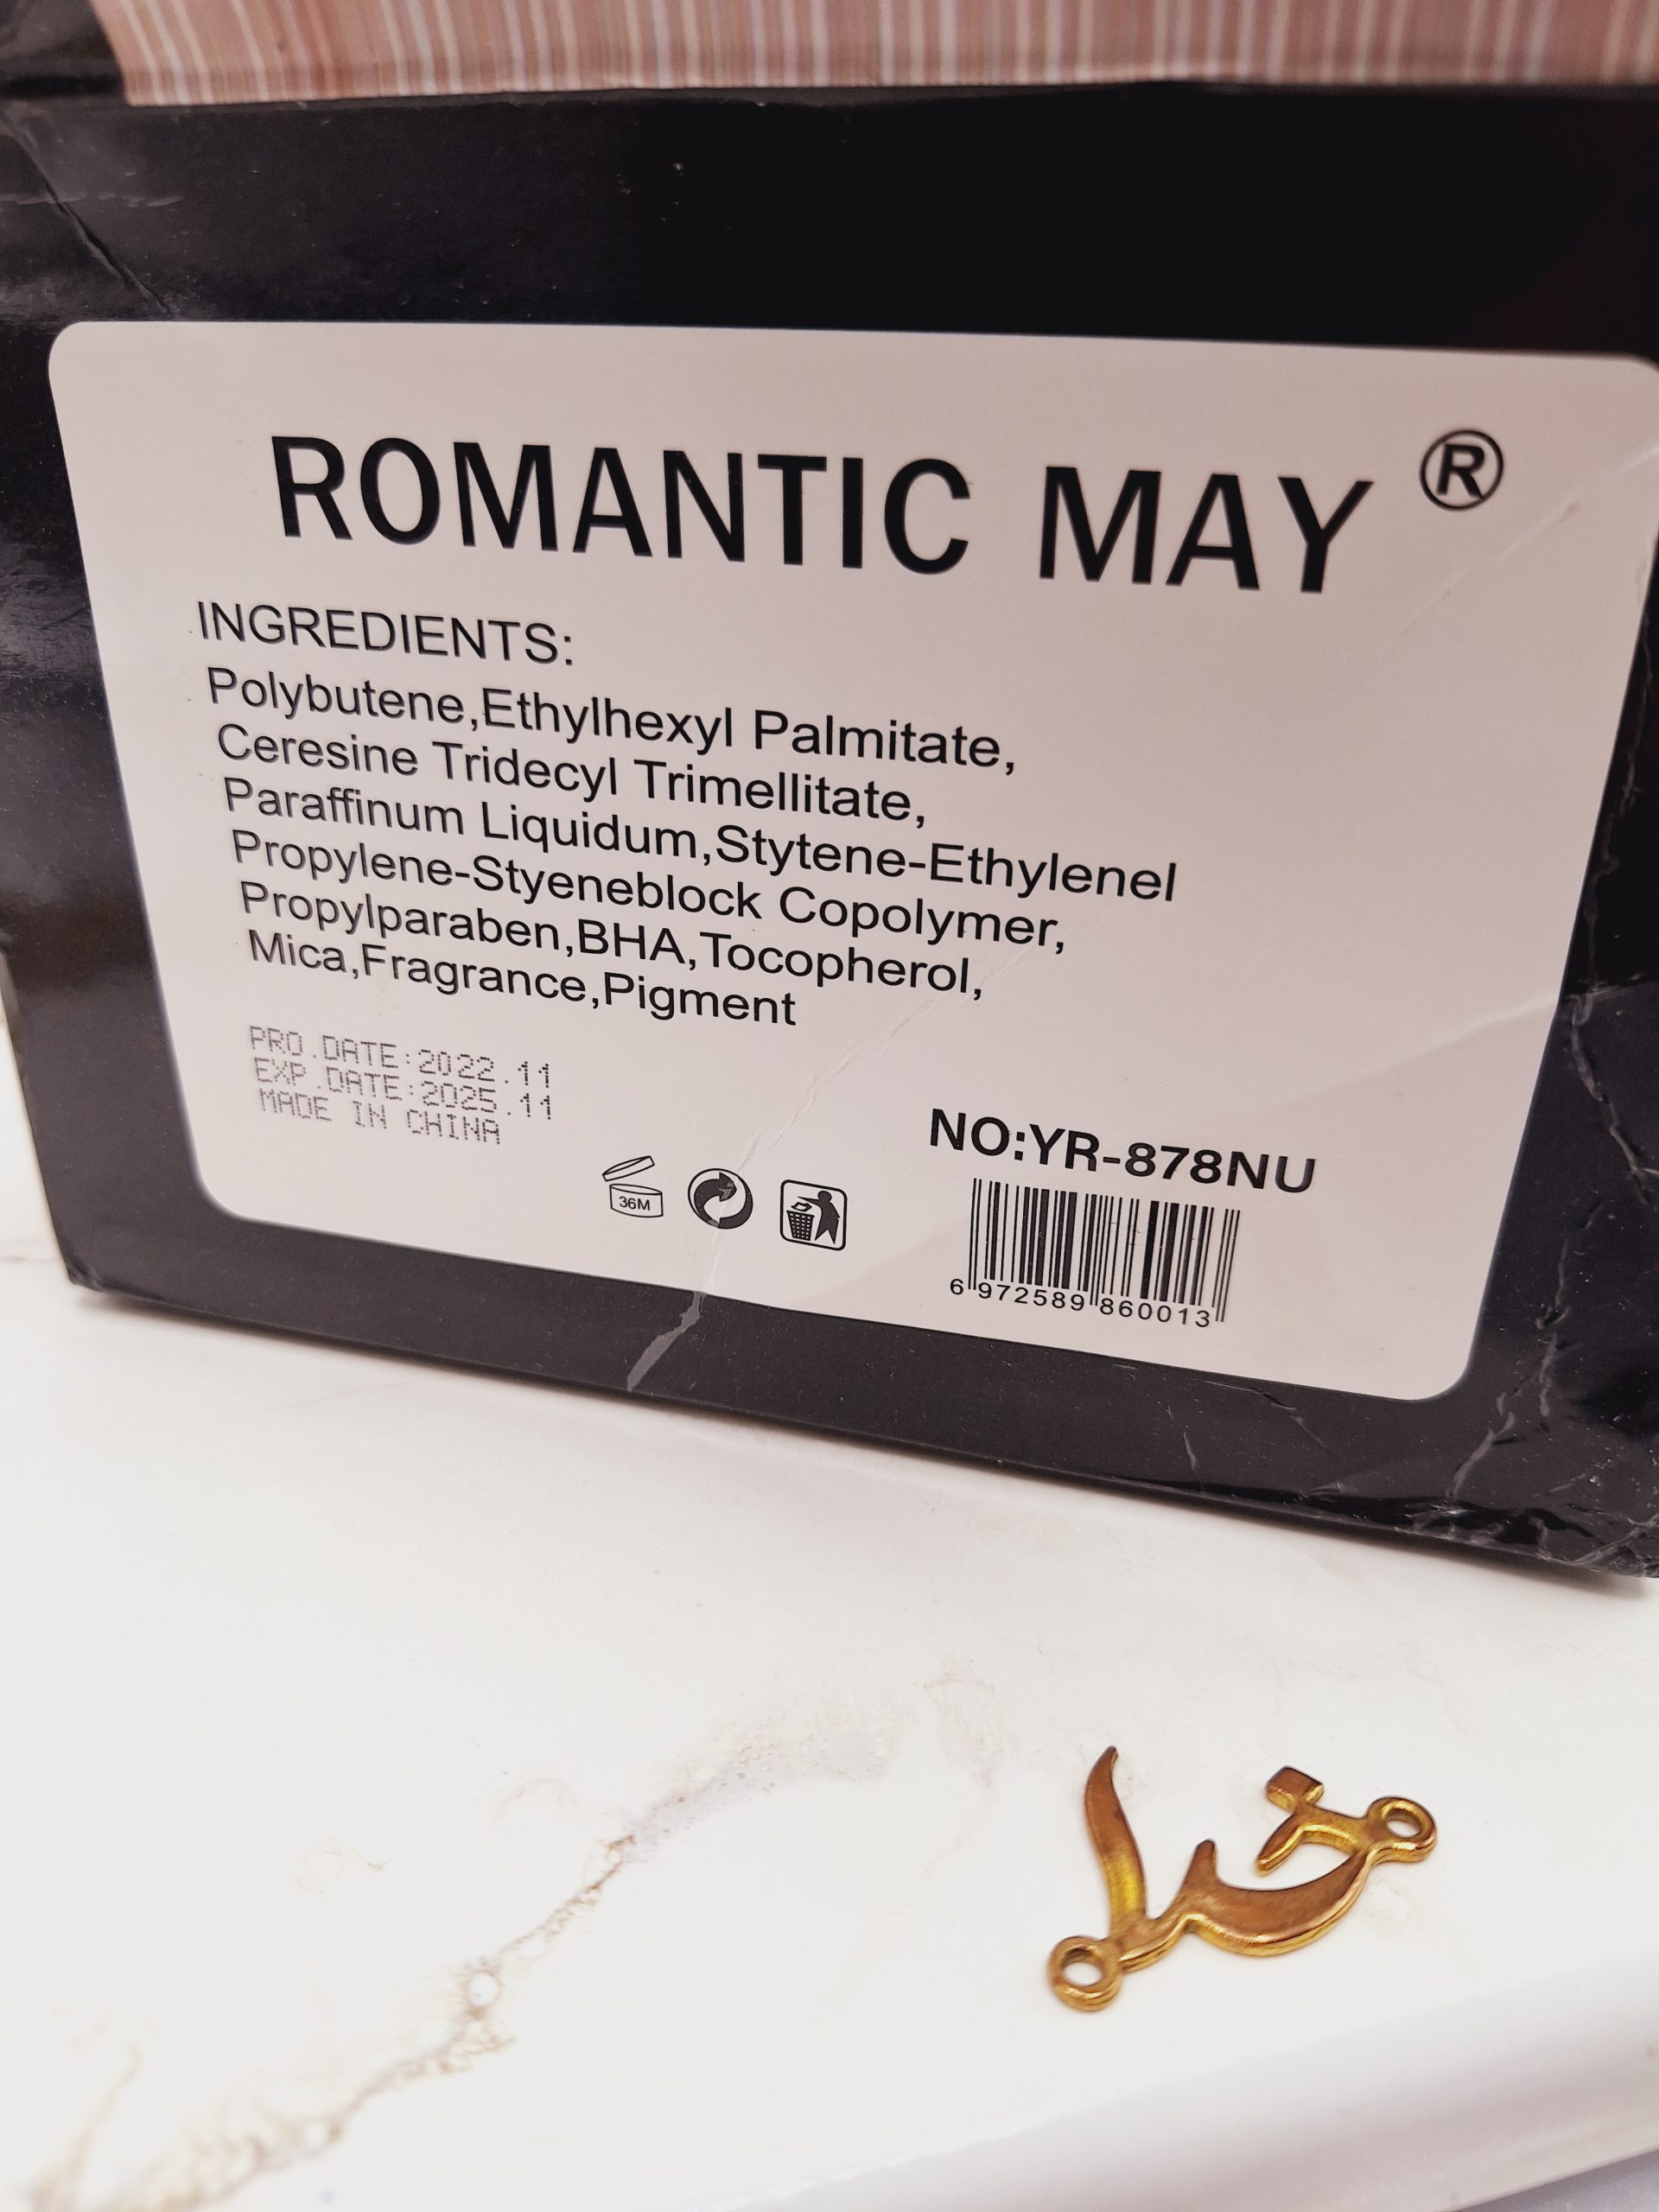 ROMANTIC MAY ®
INGREDIENTS:
Polybutene,Ethylhexyl Palmitate,
Ceresine Tridecyl Trimellitate,
Paraffinum Liquidum,Stytene-Ethylenel
Propylene-Styeneblock Copolymer,
Propylparaben,BHA,Tocopherol,
Mica,Fragrance,Pigment
PRO.DATE:2022.11
EXP.DATE:2025.11
MADE IN CHINA
36M
NO:YR-878NU
6 972589 860013